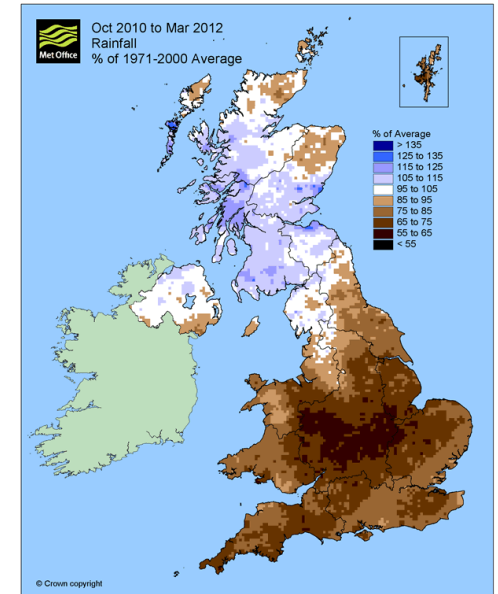 Met Office
Oct 2010 to Mar 2012
Rainfall
% of 1971-2000 Average
% of Average
> 135
125 to 135
115 to 125
105 to 115
95 to 105
85 to 95
75 to 85
65 to 75
55 to 65
< 55
© Crown copyright